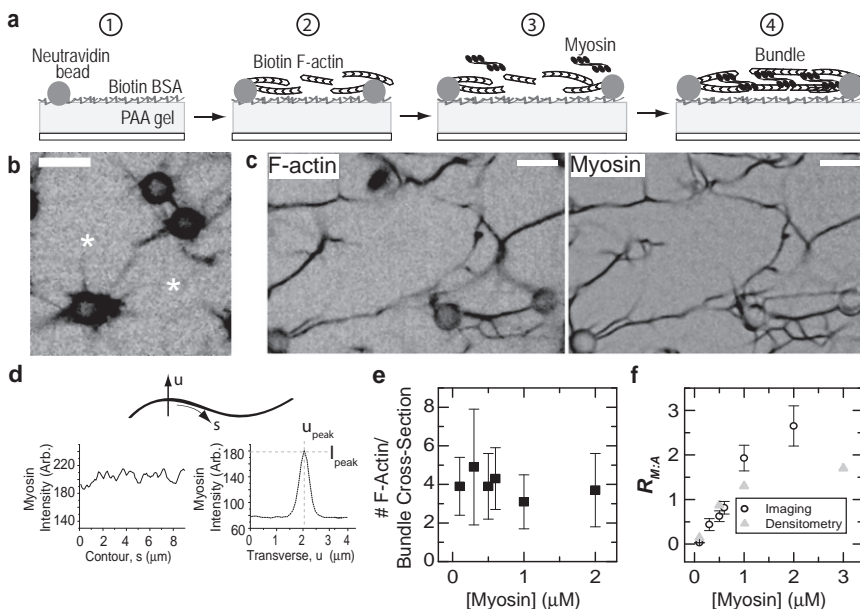 a
1
2
3
4
Neutravidin
bead
Biotin BSA
PAA gel
Biotin F-actin
Myosin
Bundle
b
*
*
c
F-actin
Myosin
d
u
s
Myosin
Intensity (Arb.)
220
180
140
0 2 4 6 8
Contour, s (μm)
Myosin
Intensity (Arb.)
180
140
100
60
0 1 2 3 4
Transverse, u (μm)
u peak
I peak
e
# F-Actin/
Bundle Cross-Section
10
8
6
4
2
0
0 1 2
[Myosin] (μM)
f
R M:A
3
2
1
0
0 1 2 3
[Myosin] (μM)
Imaging
Densitometry